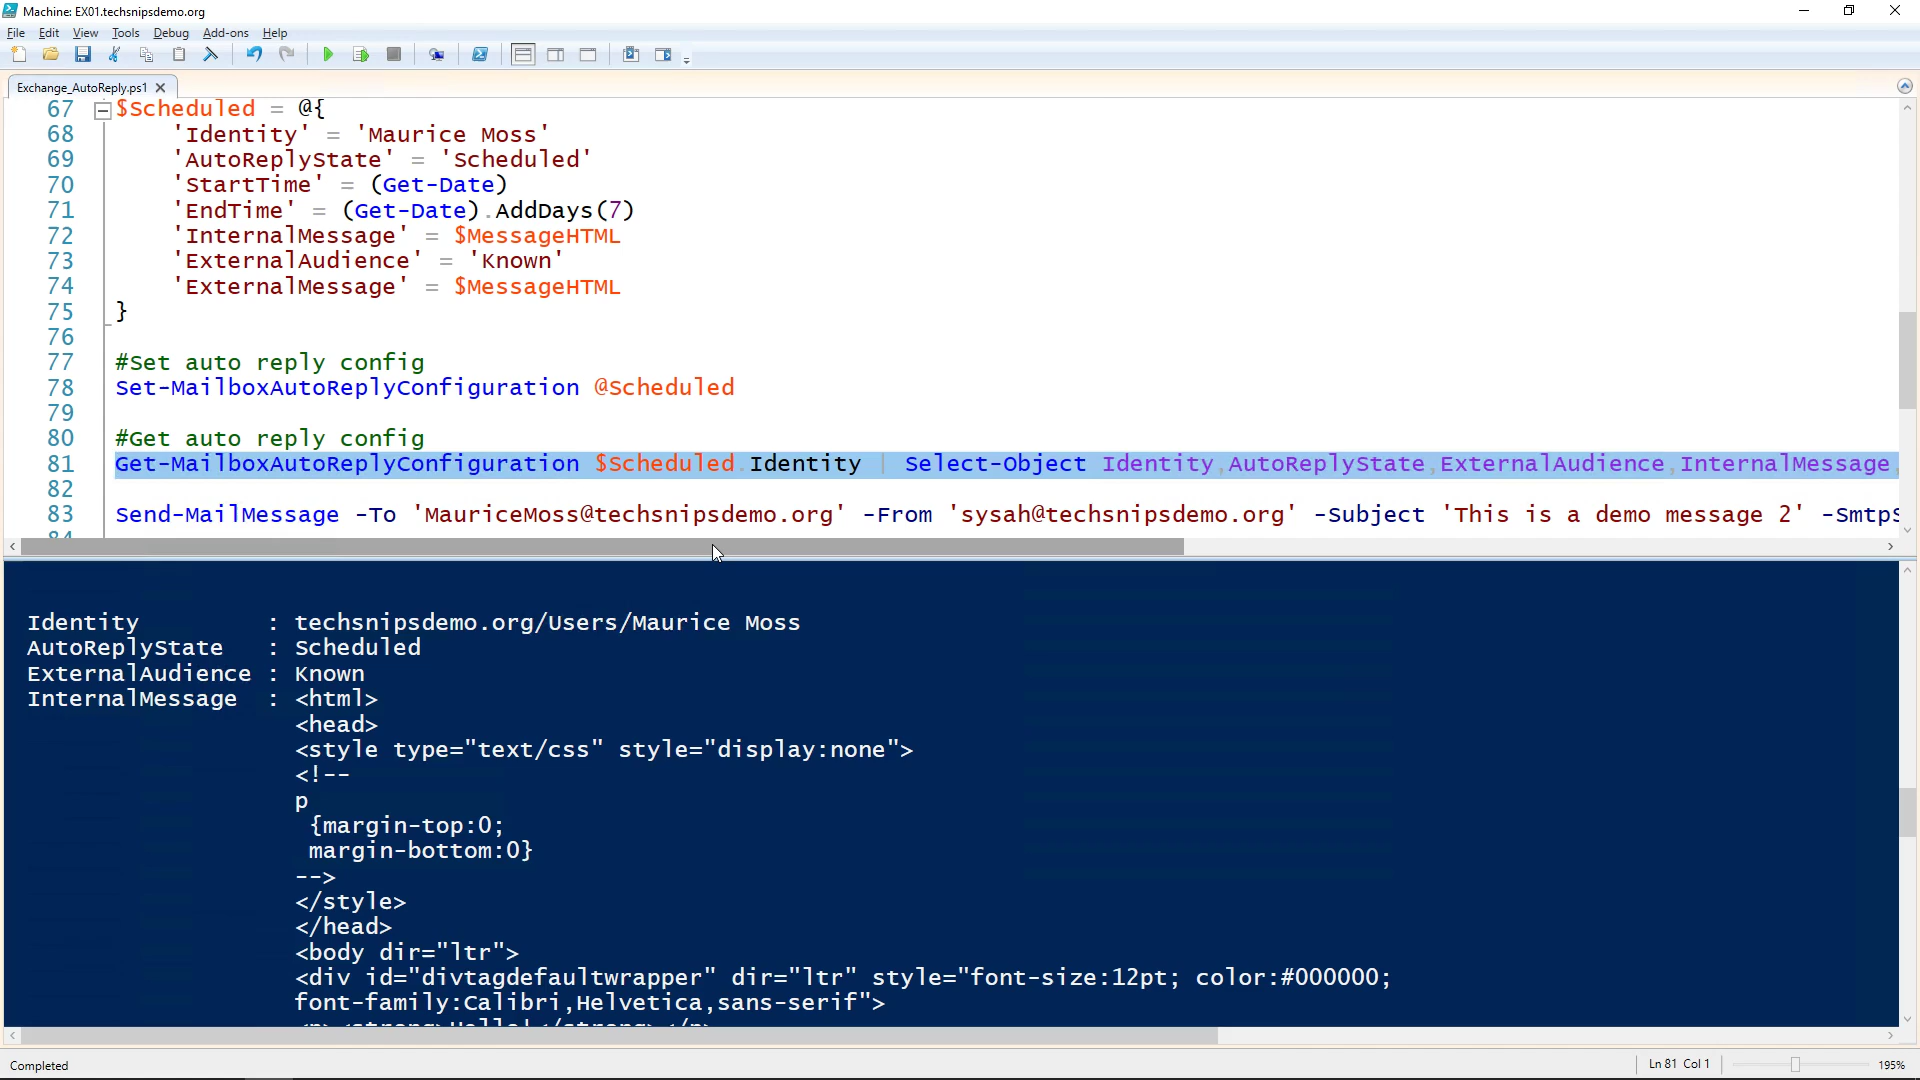 Machine: EX01.techsnipsdemo.org
File Edit View Tools Debug Add-ons Help
Exchange_AutoReply.ps1
67 $Scheduled = @{
68 'Identity' = 'Maurice Moss'
69 'AutoReplyState' = 'Scheduled'
70 'StartTime' = (Get-Date)
71 'EndTime' = (Get-Date).AddDays(7)
72 'InternalMessage' = $MessageHTML
73 'ExternalAudience' = 'Known'
74 'ExternalMessage' = $MessageHTML
75 }
76
77 #Set auto reply config
78 Set-MailboxAutoReplyConfiguration @Scheduled
79
80 #Get auto reply config
81 Get-MailboxAutoReplyConfiguration $Scheduled.Identity | Select-Object Identity,AutoReplyState,ExternalAudience,InternalMessage,
82
83 Send-MailMessage -To 'MauriceMoss@techsnipsdemo.org' -From 'sysah@techsnipsdemo.org' -Subject 'This is a demo message 2' -SmtpS
84
Identity : techsnipsdemo.org/Users/Maurice Moss
AutoReplyState : Scheduled
ExternalAudience : Known
InternalMessage : <html>
<head>
<style type="text/css" style="display:none">
<!--
p
{margin-top:0;
margin-bottom:0}
-->
</style>
</head>
<body dir="ltr">
<div id="divtagdefaultwrapper" dir="ltr" style="font-size:12pt; color:#000000;
font-family:Calibri,Helvetica,sans-serif">
<p><strong>Hello!</strong></p>
Completed
Ln 81 Col 1
195%